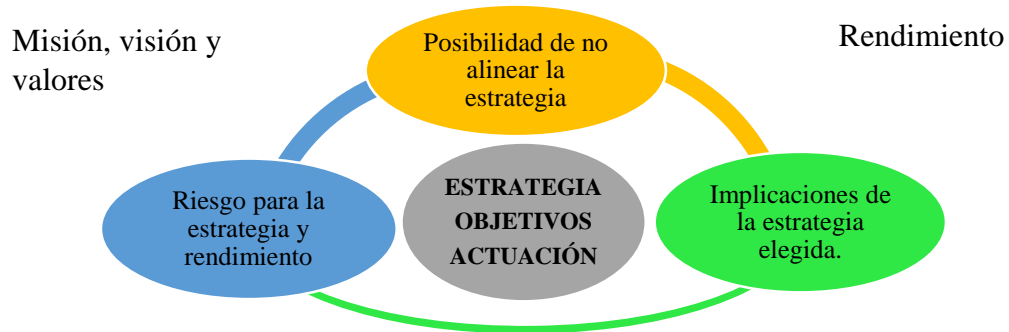 Misión, visión y
valores
Posibilidad de no
alinear la
estrategia
Rendimiento
Riesgo para la
estrategia y
rendimiento
ESTRATEGIA
OBJETIVOS
ACTUACIÓN
Implicaciones de
la estrategia
elegida.